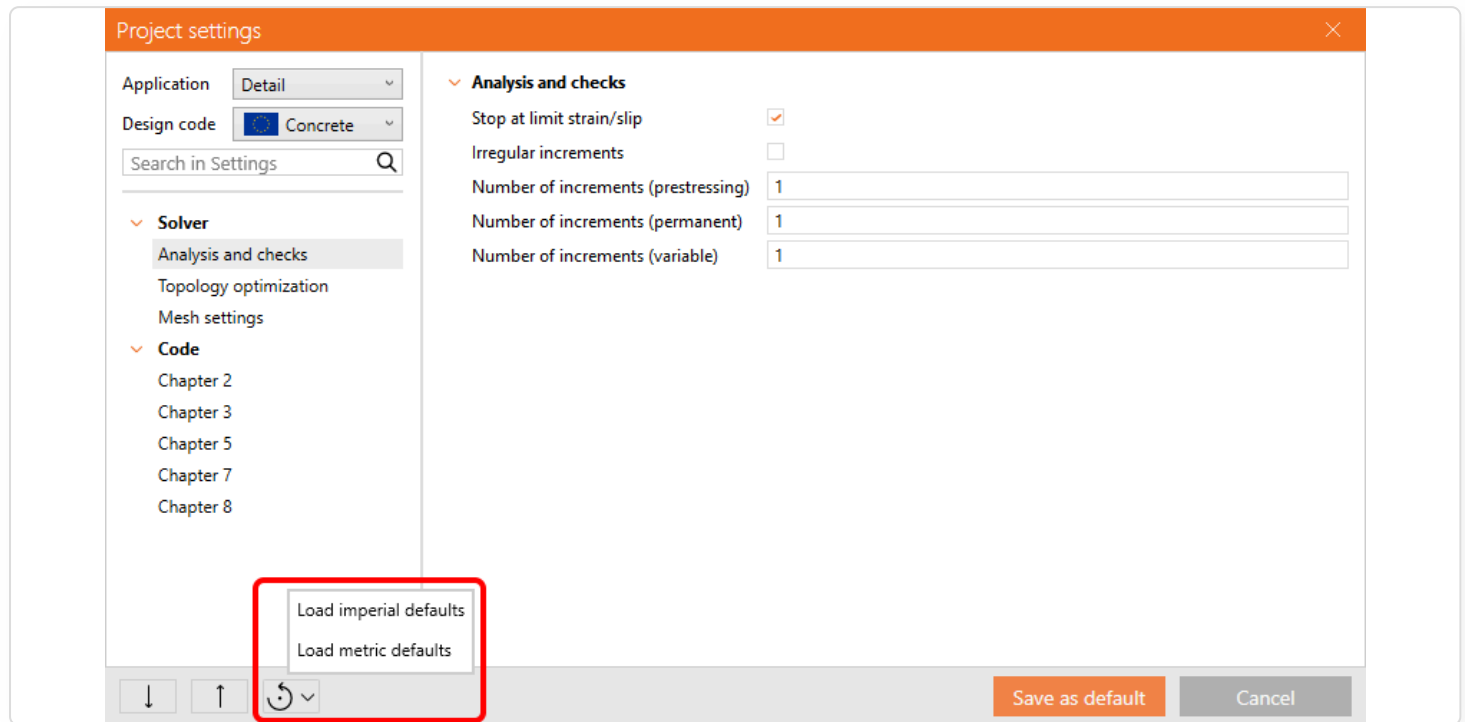 Project settings
Application Detail
Design code Concrete
Search in Settings
Solver
Analysis and checks
Topology optimization
Mesh settings
Code
Chapter 2
Chapter 3
Chapter 5
Chapter 7
Chapter 8
Analysis and checks
Stop at limit strain/slip
Irregular increments
Number of increments (prestressing) 1
Number of increments (permanent) 1
Number of increments (variable) 1
Load imperial defaults
Load metric defaults
Save as default
Cancel